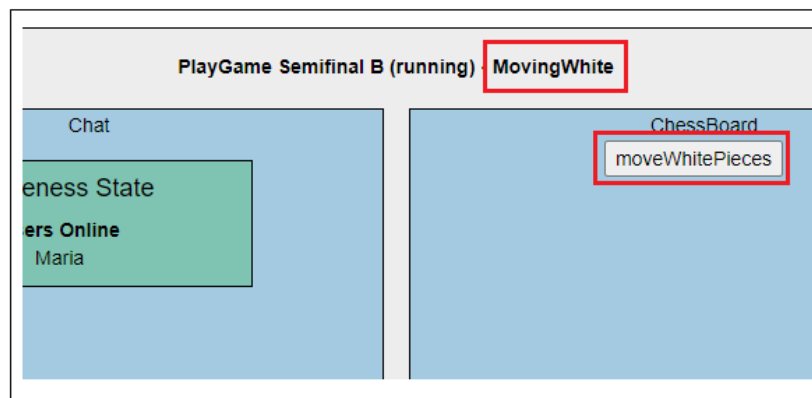 PlayGame Semifinal B (running) - MovingWhite
Chat
eness State
ers Online
Maria
ChessBoard
moveWhitePieces